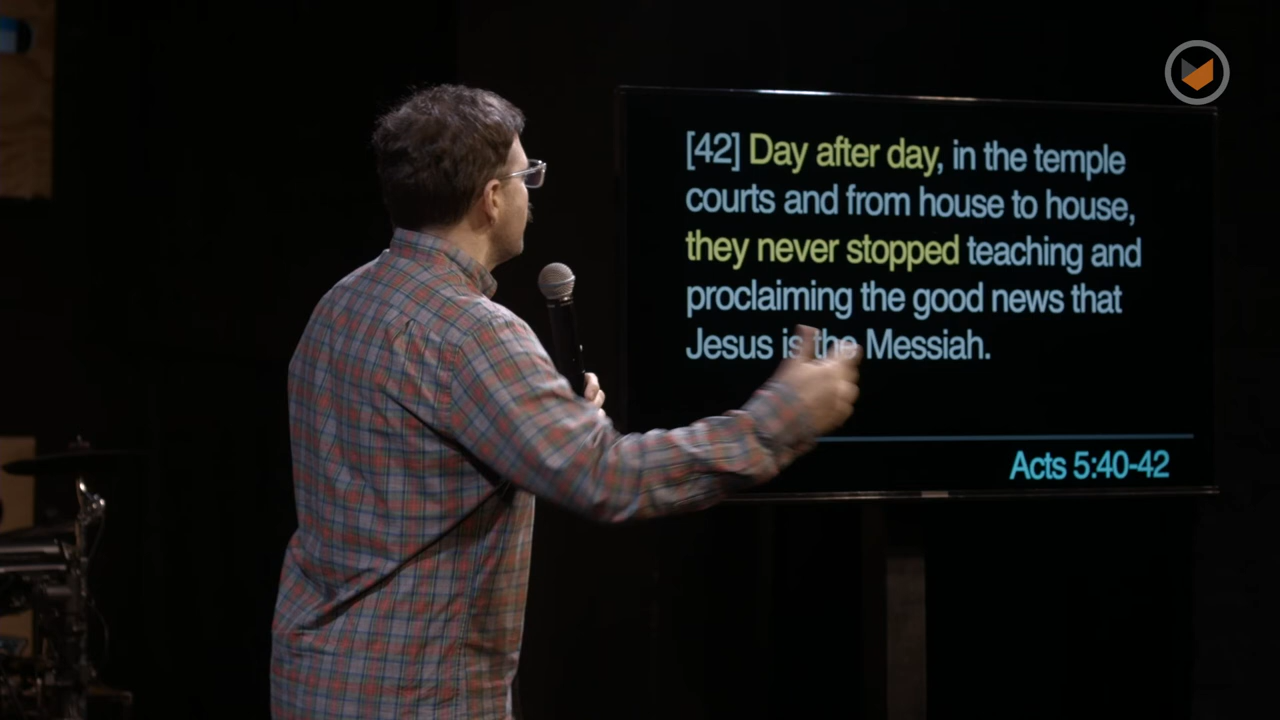 [42] Day after day, in the temple
courts and from house to house,
they never stopped teaching and
proclaiming the good news that
Jesus is the Messiah.
Acts 5:40-42